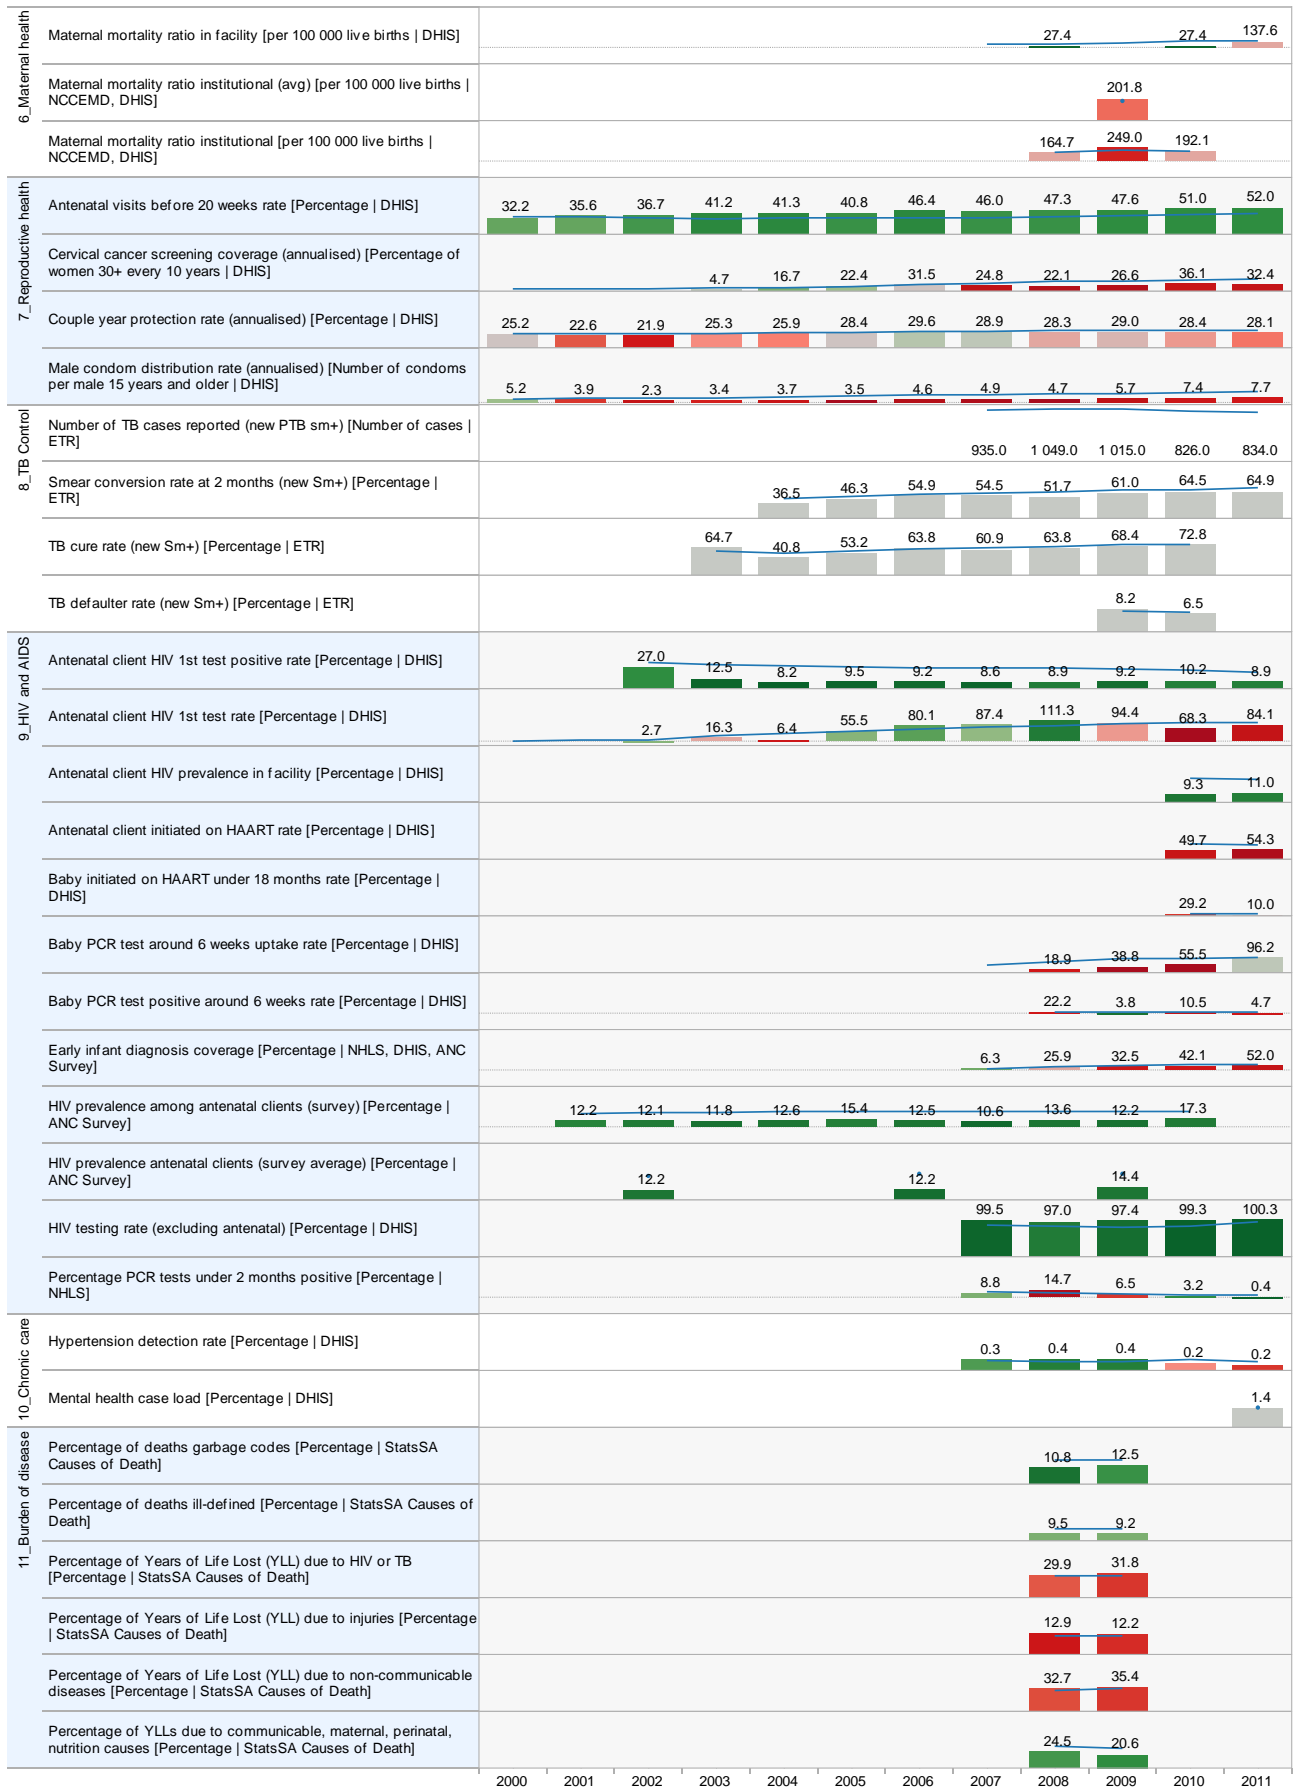 6_Maternal health
Maternal mortality ratio in facility [per 100 000 live births | DHIS]
27.4 27.4 137.6
Maternal mortality ratio institutional (avg) [per 100 000 live births |
NCCEMD, DHIS]
201.8
Maternal mortality ratio institutional [per 100 000 live births |
NCCEMD, DHIS]
164.7 249.0 192.1
7_Reproductive health
Antenatal visits before 20 weeks rate [Percentage | DHIS]
32.2 35.6 36.7 41.2 41.3 40.8 46.4 46.0 47.3 47.6 51.0 52.0
Cervical cancer screening coverage (annualised) [Percentage of
women 30+ every 10 years | DHIS]
4.7 16.7 22.4 31.5 24.8 22.1 26.6 36.1 32.4
Couple year protection rate (annualised) [Percentage | DHIS]
25.2 22.6 21.9 25.3 25.9 28.4 29.6 28.9 28.3 29.0 28.4 28.1
Male condom distribution rate (annualised) [Number of condoms
per male 15 years and older | DHIS]
5.2 3.9 2.3 3.4 3.7 3.5 4.6 4.9 4.7 5.7 7.4 7.7
8_TB Control
Number of TB cases reported (new PTB sm+) [Number of cases |
ETR]
935.0 1 049.0 1 015.0 826.0 834.0
Smear conversion rate at 2 months (new Sm+) [Percentage |
ETR]
36.5 46.3 54.9 54.5 51.7 61.0 64.5 64.9
TB cure rate (new Sm+) [Percentage | ETR]
64.7 40.8 53.2 63.8 60.9 63.8 68.4 72.8
TB defaulter rate (new Sm+) [Percentage | ETR]
8.2 6.5
9_HIV and AIDS
Antenatal client HIV 1st test positive rate [Percentage | DHIS]
27.0 12.5 8.2 9.5 9.2 8.6 8.9 9.2 10.2 8.9
Antenatal client HIV 1st test rate [Percentage | DHIS]
2.7 16.3 6.4 55.5 80.1 87.4 111.3 94.4 68.3 84.1
Antenatal client HIV prevalence in facility [Percentage | DHIS]
9.3 11.0
Antenatal client initiated on HAART rate [Percentage | DHIS]
49.7 54.3
Baby initiated on HAART under 18 months rate [Percentage |
DHIS]
29.2 10.0
Baby PCR test around 6 weeks uptake rate [Percentage | DHIS]
18.9 38.8 55.5 96.2
Baby PCR test positive around 6 weeks rate [Percentage | DHIS]
22.2 3.8 10.5 4.7
Early infant diagnosis coverage [Percentage | NHLS, DHIS, ANC
Survey]
6.3 25.9 32.5 42.1 52.0
HIV prevalence among antenatal clients (survey) [Percentage |
ANC Survey]
12.2 12.1 11.8 12.6 15.4 12.5 10.6 13.6 12.2 17.3
HIV prevalence antenatal clients (survey average) [Percentage |
ANC Survey]
12.2 12.2 14.4
HIV testing rate (excluding antenatal) [Percentage | DHIS]
99.5 97.0 97.4 99.3 100.3
Percentage PCR tests under 2 months positive [Percentage |
NHLS]
8.8 14.7 6.5 3.2 0.4
10_Chronic care
Hypertension detection rate [Percentage | DHIS]
0.3 0.4 0.4 0.2 0.2
Mental health case load [Percentage | DHIS]
1.4
11_Burden of disease
Percentage of deaths garbage codes [Percentage | StatsSA
Causes of Death]
10.8 12.5
Percentage of deaths ill-defined [Percentage | StatsSA Causes of
Death]
9.5 9.2
Percentage of Years of Life Lost (YLL) due to HIV or TB
[Percentage | StatsSA Causes of Death]
29.9 31.8
Percentage of Years of Life Lost (YLL) due to injuries [Percentage
| StatsSA Causes of Death]
12.9 12.2
Percentage of Years of Life Lost (YLL) due to non-communicable
diseases [Percentage | StatsSA Causes of Death]
32.7 35.4
Percentage of YLLs due to communicable, maternal, perinatal,
nutrition causes [Percentage | StatsSA Causes of Death]
24.5 20.6
2000 2001 2002 2003 2004 2005 2006 2007 2008 2009 2010 2011